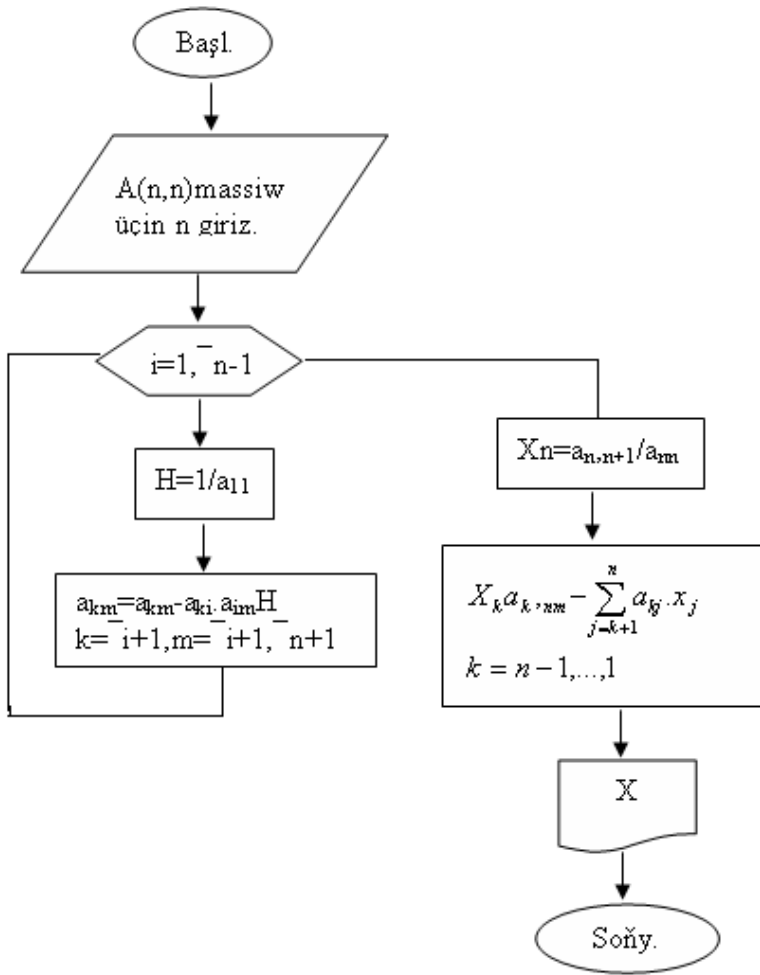 Başl.
A(n,n)massiw
üçin n giriz.
i=1,¯n-1
H=1/a₁₁
aₖₘ=aₖₘ-aₖᵢ.aᵢₘH
k=¯i+1,m=¯i+1,¯n+1
Xn=aₙ,ₙ₊₁/aₙₙ
Xₖaₖ,ₙₘ − ∑ⁿⱼ₌ₖ₊₁ aₖⱼ.xⱼ
k = n − 1,...,1
X
Soňy.